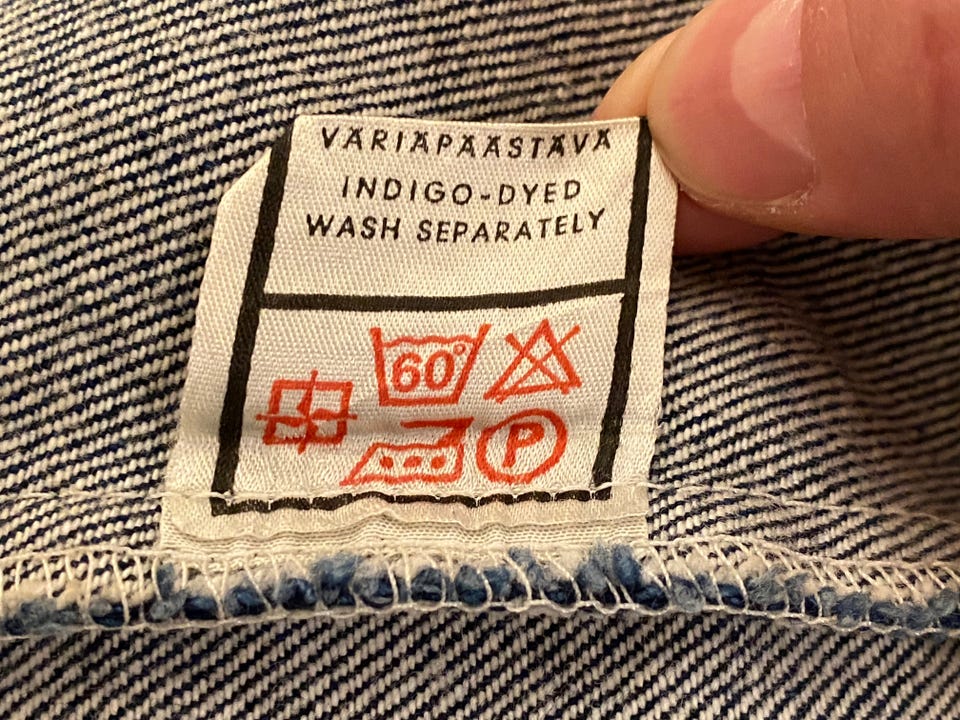 VÄRIÄPÄÄSTÄVÄ
INDIGO-DYED
WASH SEPARATELY
60°
P